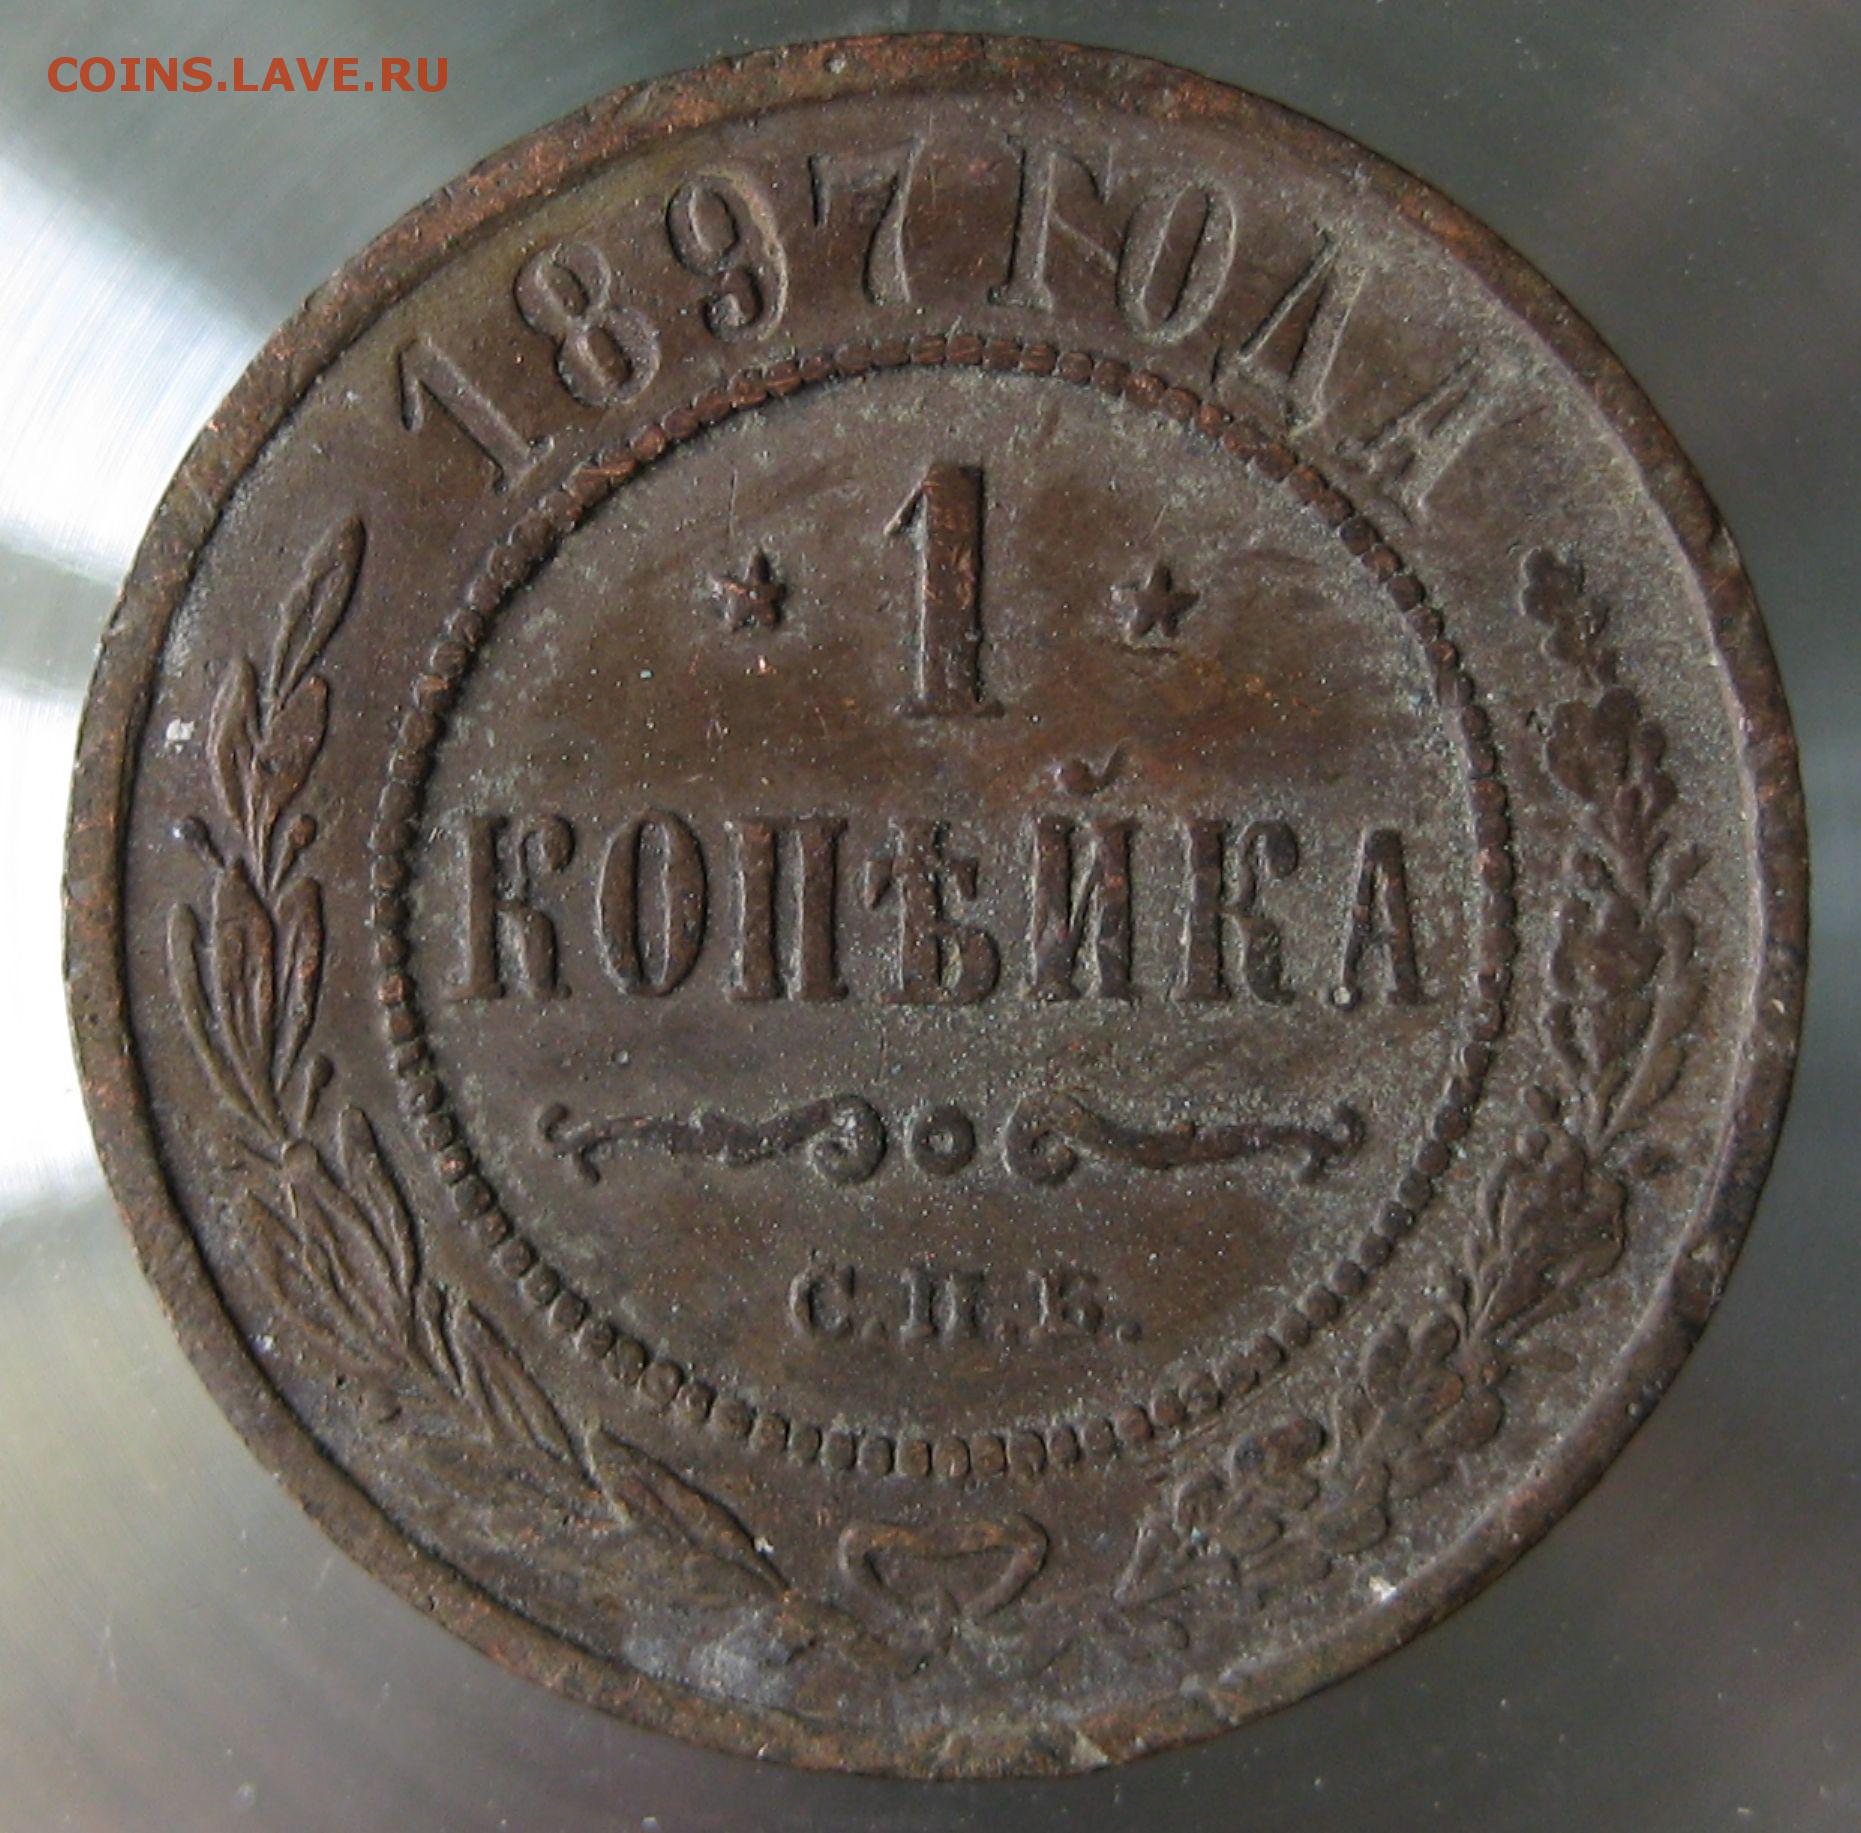 COINS.LAVE.RU
1897 ГОДА
1
КОПѢЙКА
С.П.Б.